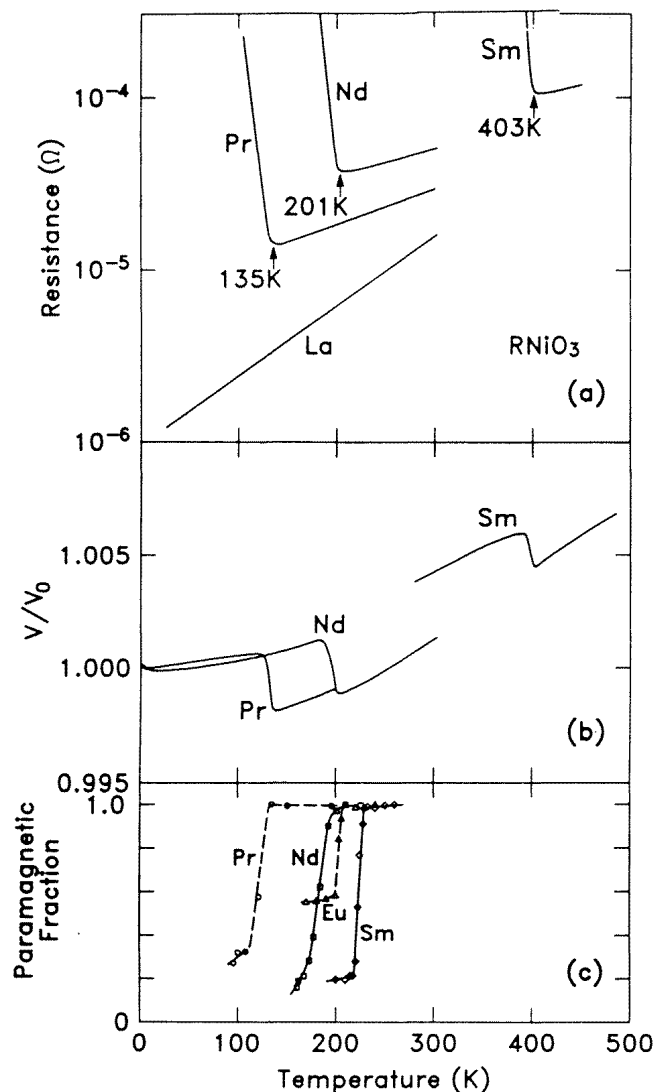 Resistance (Ω)
10⁻⁴
10⁻⁵
10⁻⁶
Pr
Nd
Sm
403K
201K
135K
La
RNiO₃
(a)
V/V₀
1.005
1.000
0.995
Sm
Nd
Pr
(b)
Paramagnetic
Fraction
1.0
0
Pr
Nd
Eu
Sm
(c)
0 100 200 300 400 500
Temperature (K)